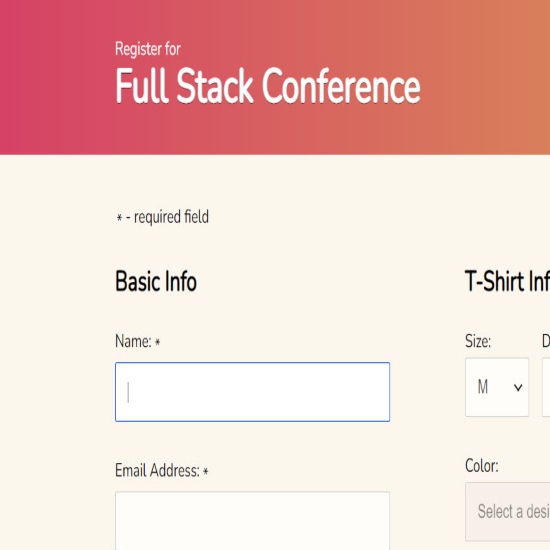 Register for
Full Stack Conference
* - required field
Basic Info
Name: *
Email Address: *
T-Shirt Inf
Size:
D
M
Color:
Select a desi